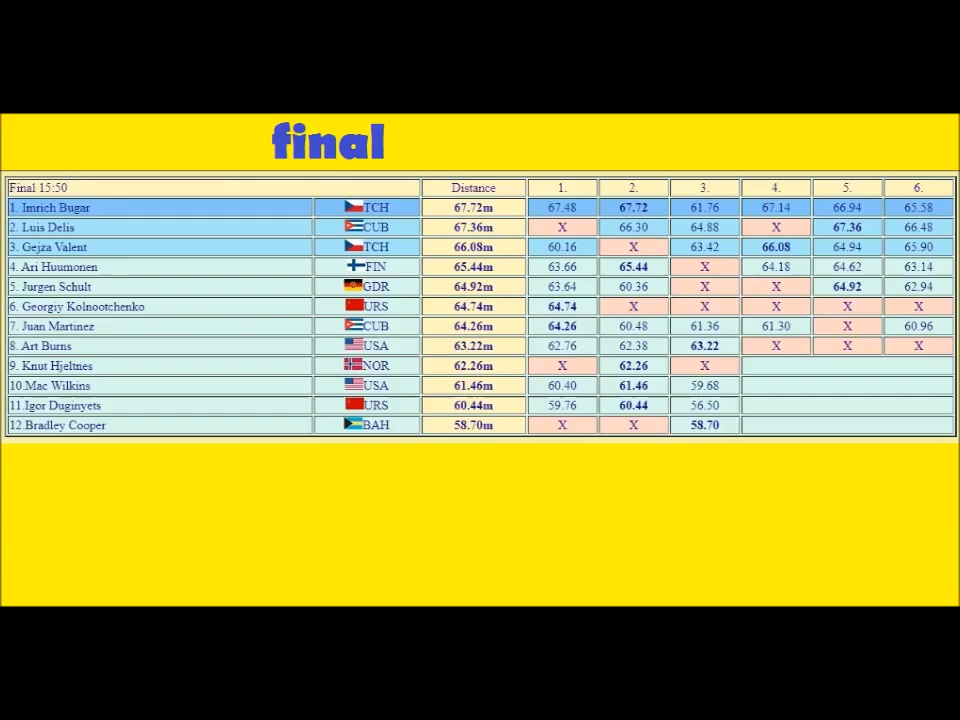 final
Final 15:50 Distance 1. 2. 3. 4. 5. 6.
1. Imrich Bugar TCH 67.72m 67.48 67.72 61.76 67.14 66.94 65.58
2. Luis Delis CUB 67.36m X 66.30 64.88 X 67.36 66.48
3. Gejza Valent TCH 66.08m 60.16 X 63.42 66.08 64.94 65.90
4. Ari Huumonen FIN 65.44m 63.66 65.44 X 64.18 64.62 63.14
5. Jurgen Schult GDR 64.92m 63.64 60.36 X X 64.92 62.94
6. Georgiy Kolnootchenko URS 64.74m 64.74 X X X X X
7. Juan Martinez CUB 64.26m 64.26 60.48 61.36 61.30 X 60.96
8. Art Burns USA 63.22m 62.76 62.38 63.22 X X X
9. Knut Hjeltnes NOR 62.26m X 62.26 X
10.Mac Wilkins USA 61.46m 60.40 61.46 59.68
11.Igor Duginyets URS 60.44m 59.76 60.44 56.50
12.Bradley Cooper BAH 58.70m X X 58.70